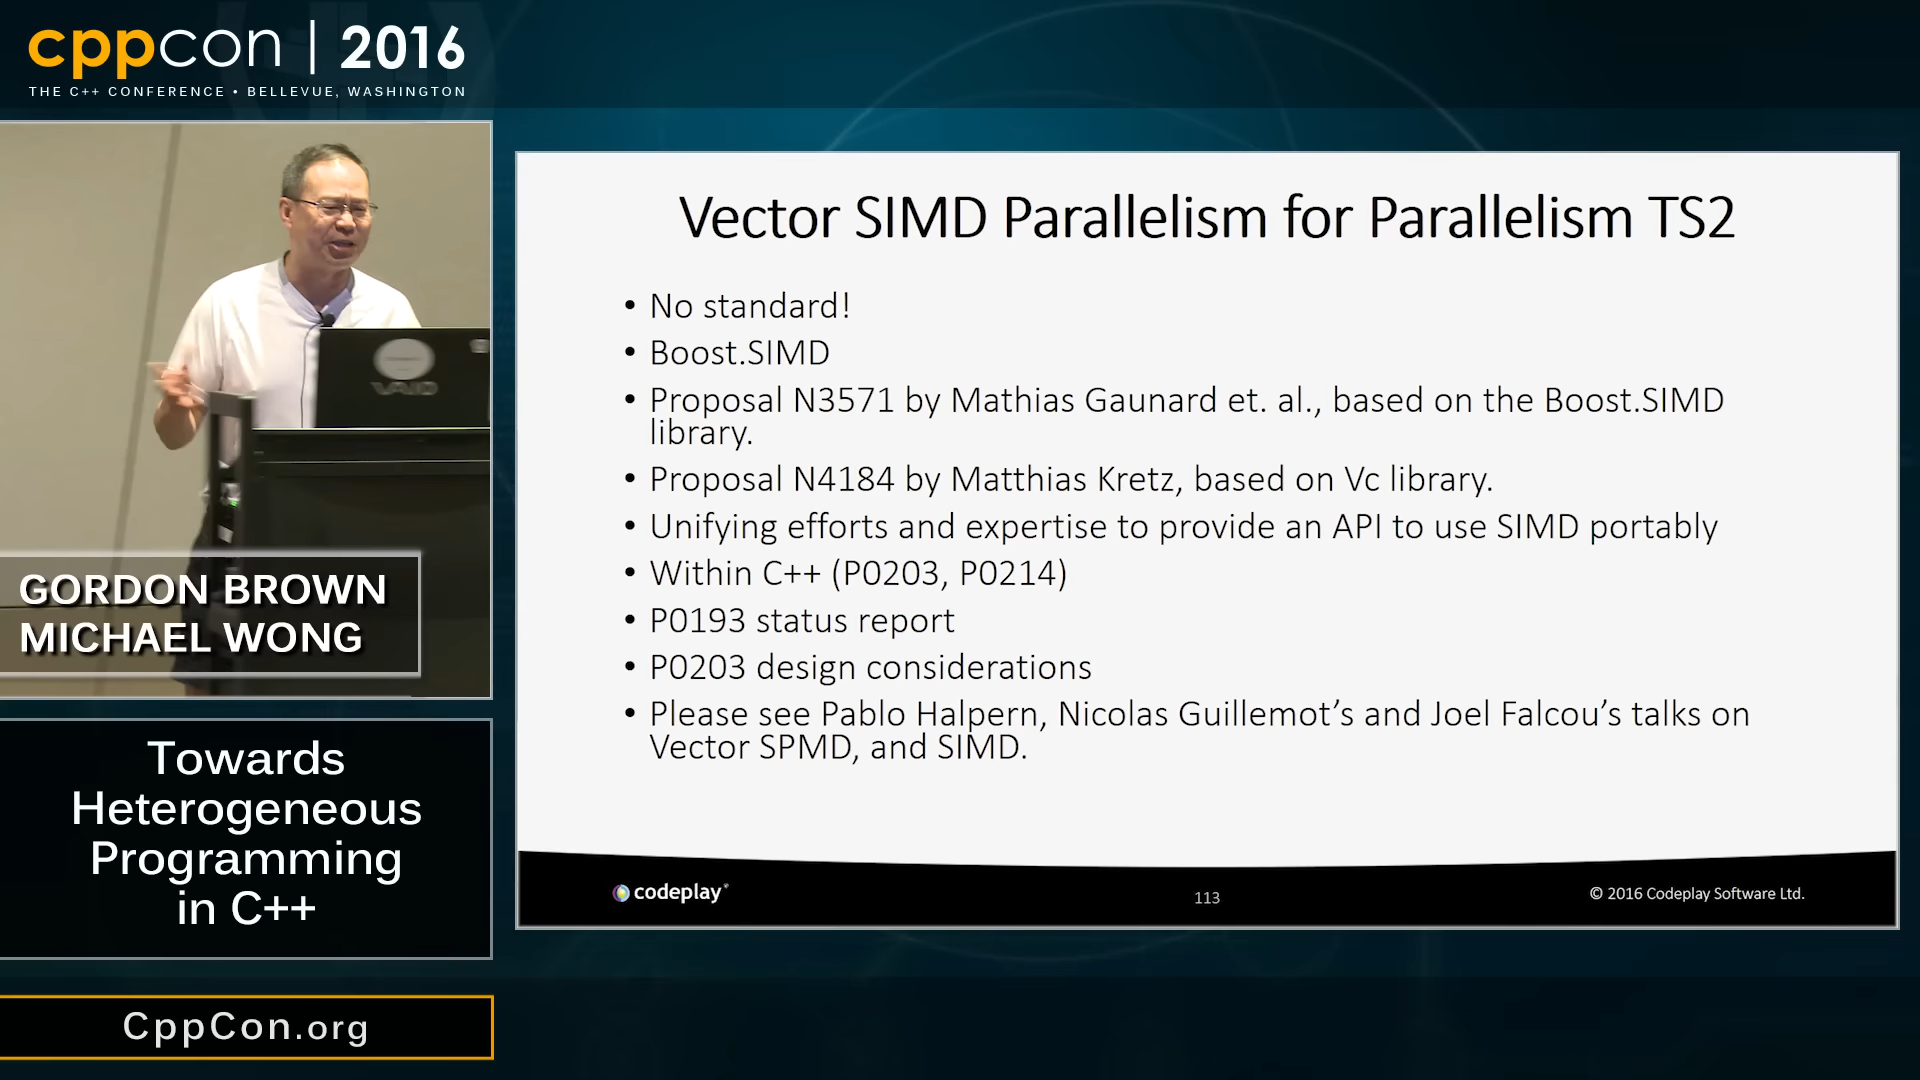 cppcon | 2016
THE C++ CONFERENCE • BELLEVUE, WASHINGTON
VAIO
GORDON BROWN
MICHAEL WONG
Towards
Heterogeneous
Programming
in C++
CppCon.org
Vector SIMD Parallelism for Parallelism TS2
• No standard!
• Boost.SIMD
• Proposal N3571 by Mathias Gaunard et. al., based on the Boost.SIMD
library.
• Proposal N4184 by Matthias Kretz, based on Vc library.
• Unifying efforts and expertise to provide an API to use SIMD portably
• Within C++ (P0203, P0214)
• P0193 status report
• P0203 design considerations
• Please see Pablo Halpern, Nicolas Guillemot's and Joel Falcou's talks on
Vector SPMD, and SIMD.
codeplay®
113
© 2016 Codeplay Software Ltd.